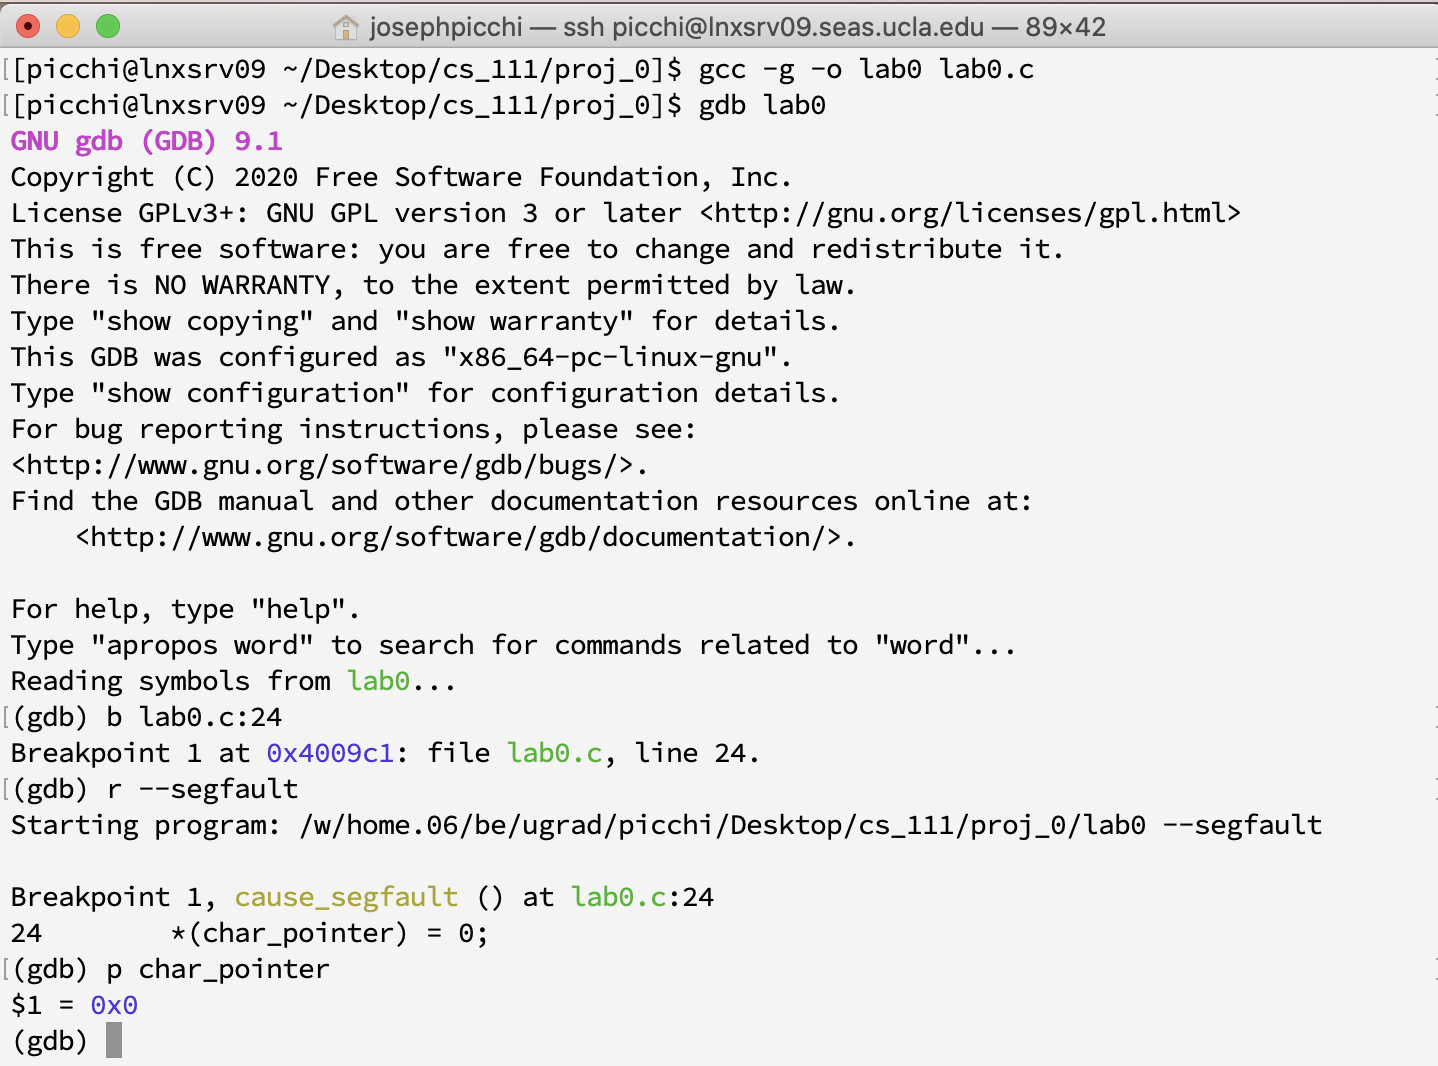 josephpicchi — ssh picchi@lnxsrv09.seas.ucla.edu — 89×42
[[picchi@lnxsrv09 ~/Desktop/cs_111/proj_0]$ gcc -g -o lab0 lab0.c
[[picchi@lnxsrv09 ~/Desktop/cs_111/proj_0]$ gdb lab0
GNU gdb (GDB) 9.1
Copyright (C) 2020 Free Software Foundation, Inc.
License GPLv3+: GNU GPL version 3 or later <http://gnu.org/licenses/gpl.html>
This is free software: you are free to change and redistribute it.
There is NO WARRANTY, to the extent permitted by law.
Type "show copying" and "show warranty" for details.
This GDB was configured as "x86_64-pc-linux-gnu".
Type "show configuration" for configuration details.
For bug reporting instructions, please see:
<http://www.gnu.org/software/gdb/bugs/>.
Find the GDB manual and other documentation resources online at:
    <http://www.gnu.org/software/gdb/documentation/>.

For help, type "help".
Type "apropos word" to search for commands related to "word"...
Reading symbols from lab0...
[(gdb) b lab0.c:24
Breakpoint 1 at 0x4009c1: file lab0.c, line 24.
[(gdb) r --segfault
Starting program: /w/home.06/be/ugrad/picchi/Desktop/cs_111/proj_0/lab0 --segfault

Breakpoint 1, cause_segfault () at lab0.c:24
24        *(char_pointer) = 0;
[(gdb) p char_pointer
$1 = 0x0
(gdb)